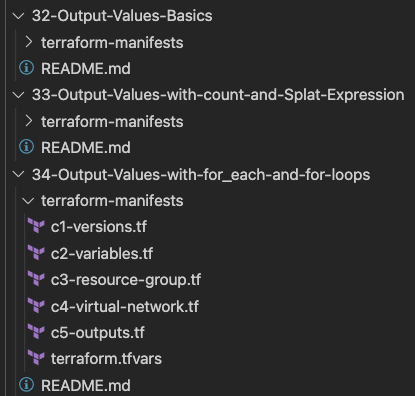 32-Output-Values-Basics
terraform-manifests
README.md
33-Output-Values-with-count-and-Splat-Expression
terraform-manifests
README.md
34-Output-Values-with-for_each-and-for-loops
terraform-manifests
c1-versions.tf
c2-variables.tf
c3-resource-group.tf
c4-virtual-network.tf
c5-outputs.tf
terraform.tfvars
README.md